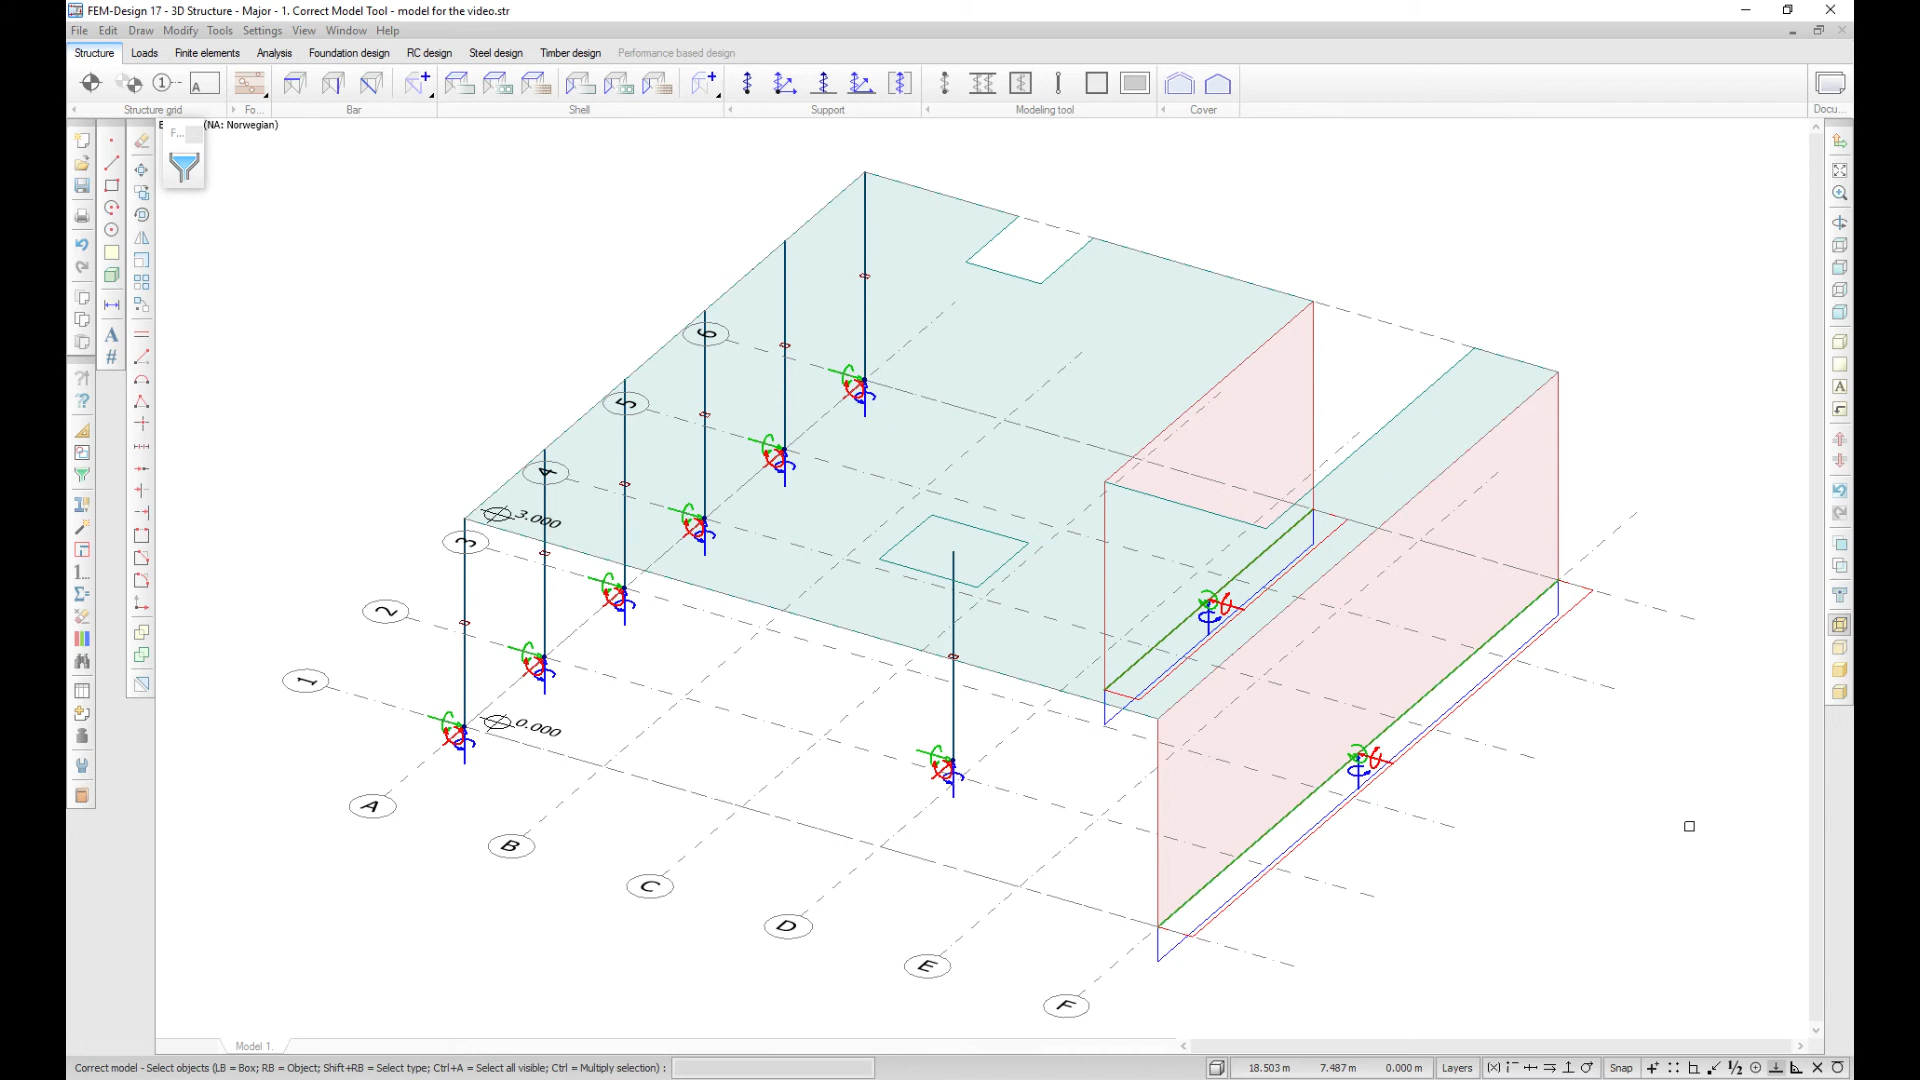 FEM-Design 17 - 3D Structure - Major - 1. Correct Model Tool - model for the video.str
File Edit Draw Modify Tools Settings View Window Help
Structure Loads Finite elements Analysis Foundation design RC design Steel design Timber design Performance based design
Structure grid Fo... Bar Shell Support Modeling tool Cover Docu...
(NA: Norwegian)
F...
6
5
4
3.000
3
2
1
0.000
A
B
C
D
E
F
Model 1.
Correct model - Select objects (LB = Box; RB = Object; Shift+RB = Select type; Ctrl+A = Select all visible; Ctrl = Multiply selection) :
18.503 m 7.487 m 0.000 m Layers Snap